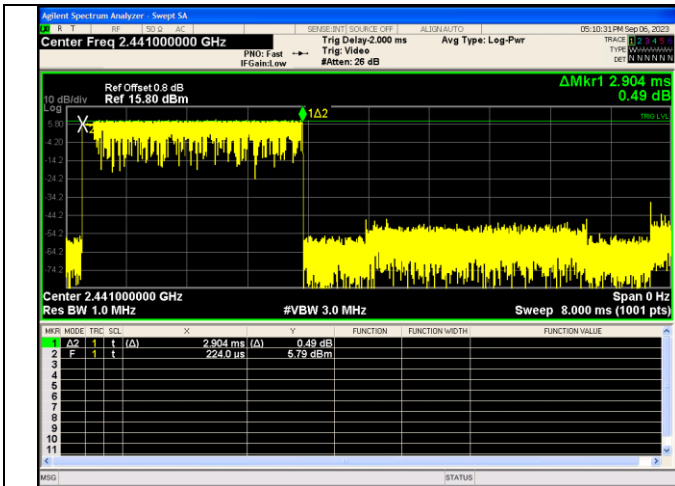 Agilent Spectrum Analyzer - Swept SA
R T RF 50 Ω AC SENSE:INT SOURCE OFF ALIGN AUTO 05:10:31 PM Sep 06, 2023
Center Freq 2.441000000 GHz Trig Delay-2.000 ms Avg Type: Log-Pwr TRACE 1 2 3 4 5 6
PNO: Fast Trig: Video TYPE
IFGain:Low #Atten: 26 dB DET N N N N N N
ΔMkr1 2.904 ms
0.49 dB
Ref Offset 0.8 dB
10 dB/div Ref 15.80 dBm
Log
1Δ2
TRIG LVL
5.80
2
-4.20
-14.2
-24.2
-34.2
-44.2
-54.2
-64.2
-74.2
Center 2.441000000 GHz Span 0 Hz
Res BW 1.0 MHz #VBW 3.0 MHz Sweep 8.000 ms (1001 pts)
MKR MODE TRC SCL X Y FUNCTION FUNCTION WIDTH FUNCTION VALUE
1 Δ2 1 t (Δ) 2.904 ms (Δ) 0.49 dB
2 F 1 t 224.0 us 5.79 dBm
3
4
5
6
7
8
9
10
11
MSG STATUS